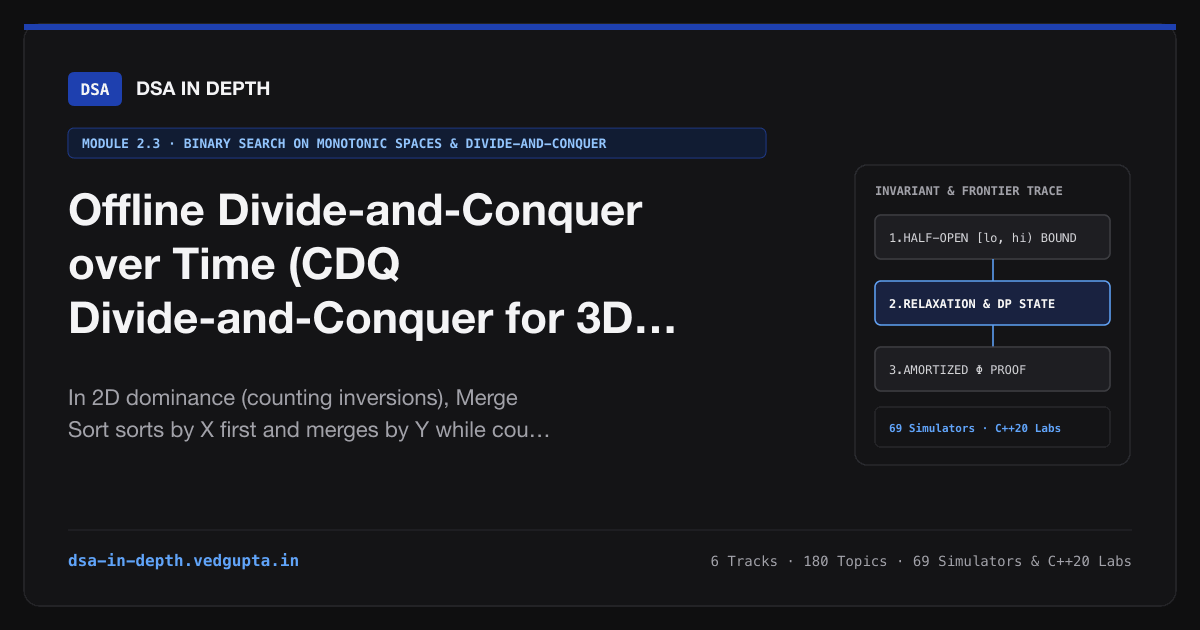 DSA
DSA IN DEPTH
MODULE 2.3 · BINARY SEARCH ON MONOTONIC SPACES & DIVIDE-AND-CONQUER
Offline Divide-and-Conquer
over Time (CDQ
Divide-and-Conquer for 3D...
In 2D dominance (counting inversions), Merge
Sort sorts by X first and merges by Y while cou...
INVARIANT & FRONTIER TRACE
1.HALF-OPEN [lo, hi) BOUND
2.RELAXATION & DP STATE
3.AMORTIZED Φ PROOF
69 Simulators · C++20 Labs
dsa-in-depth.vedgupta.in
6 Tracks · 180 Topics · 69 Simulators & C++20 Labs